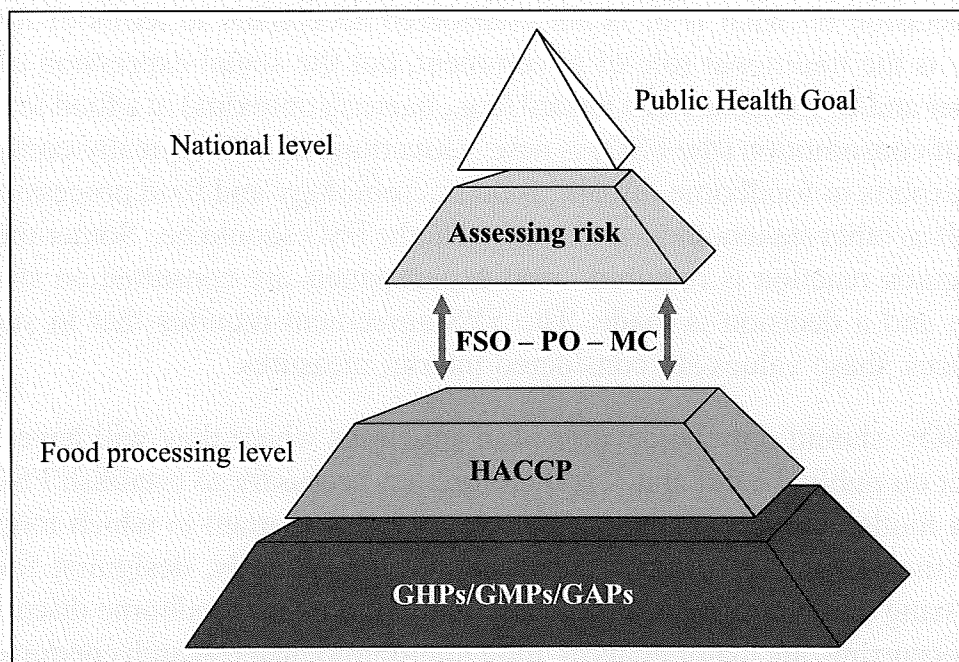 Public Health Goal
National level
Assessing risk
FSO – PO – MC
Food processing level
HACCP
GHPs/GMPs/GAPs